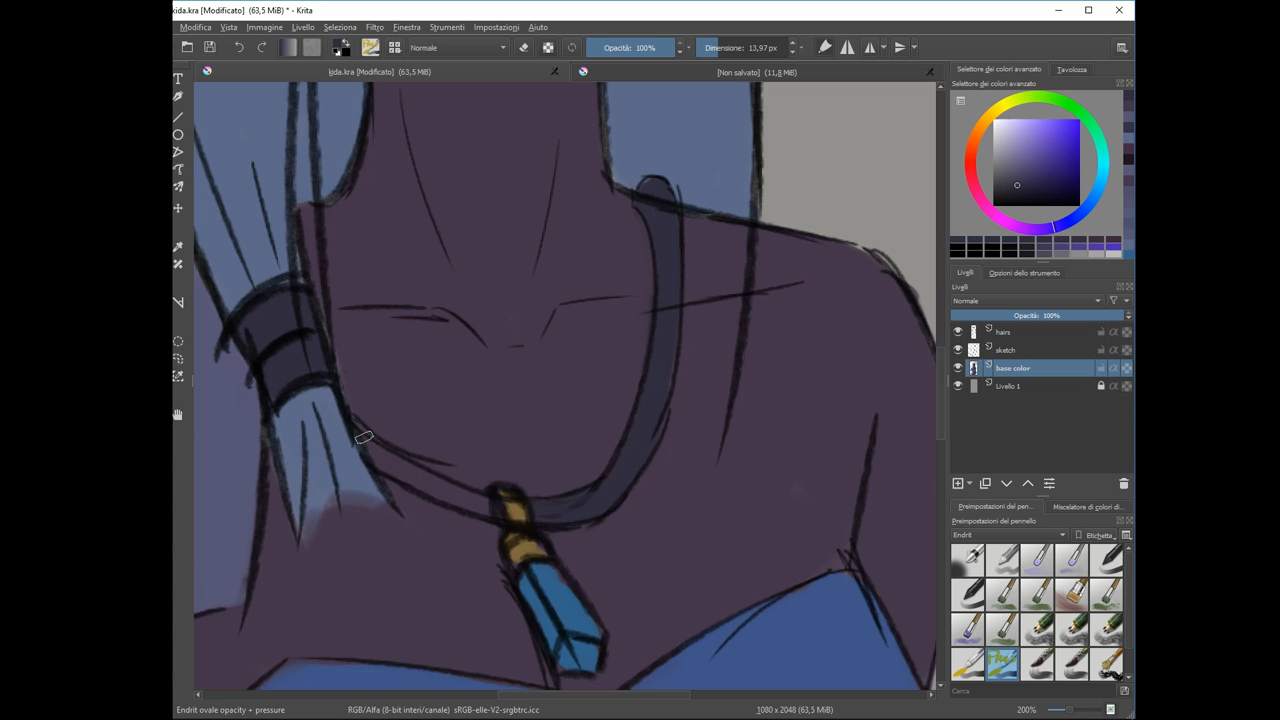 kida.kra [Modificato] (63,5 MiB) * - Krita
Modifica Vista Immagine Livello Seleziona Filtro Finestra Strumenti Impostazioni Aiuto
Normale Opacità: 100% Dimensione: 13,97 px
kida.kra [Modificato] (63,5 MiB) [Non salvato] (11,8 MiB)
Selettore dei colori avanzato Tavolozza
Selettore dei colori avanzato
Livelli Opzioni dello strumento
Livelli
Normale
Opacità: 100%
hairs
sketch
base color
Livello 1
Preimpostazioni del pen... Miscelatore di colori di...
Preimpostazioni del pennello
Endrit Etichetta
Cerca
Endrit ovale opacity + pressure RGB/Alfa (8-bit interi/canale) sRGB-elle-V2-srgbtrc.icc 1080 x 2048 (63,5 MiB) 200%